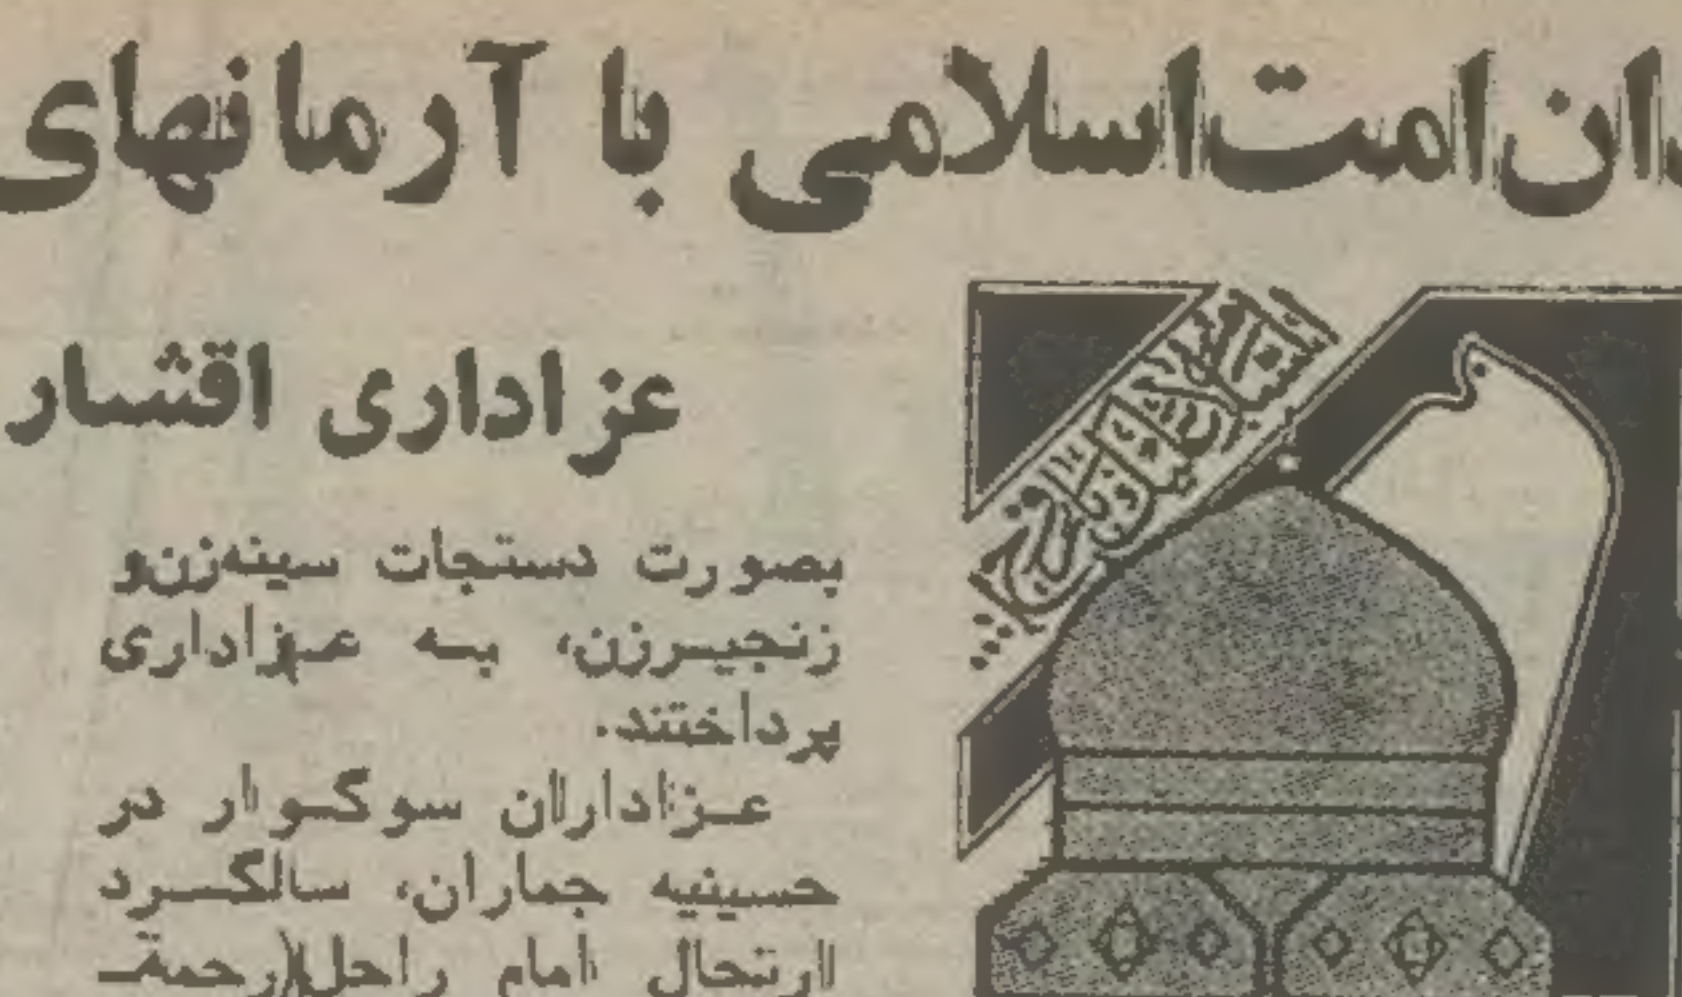 امت اسلامی با آرمانهای
عزاداری اقشار
بصورت دستجات سینه‌زن و
زنجیرزن، به عزاداری
پرداختند.
عزاداران سوگوار در
حسینیه جماران، سالگرد
ارتحال امام راحل(رحمة